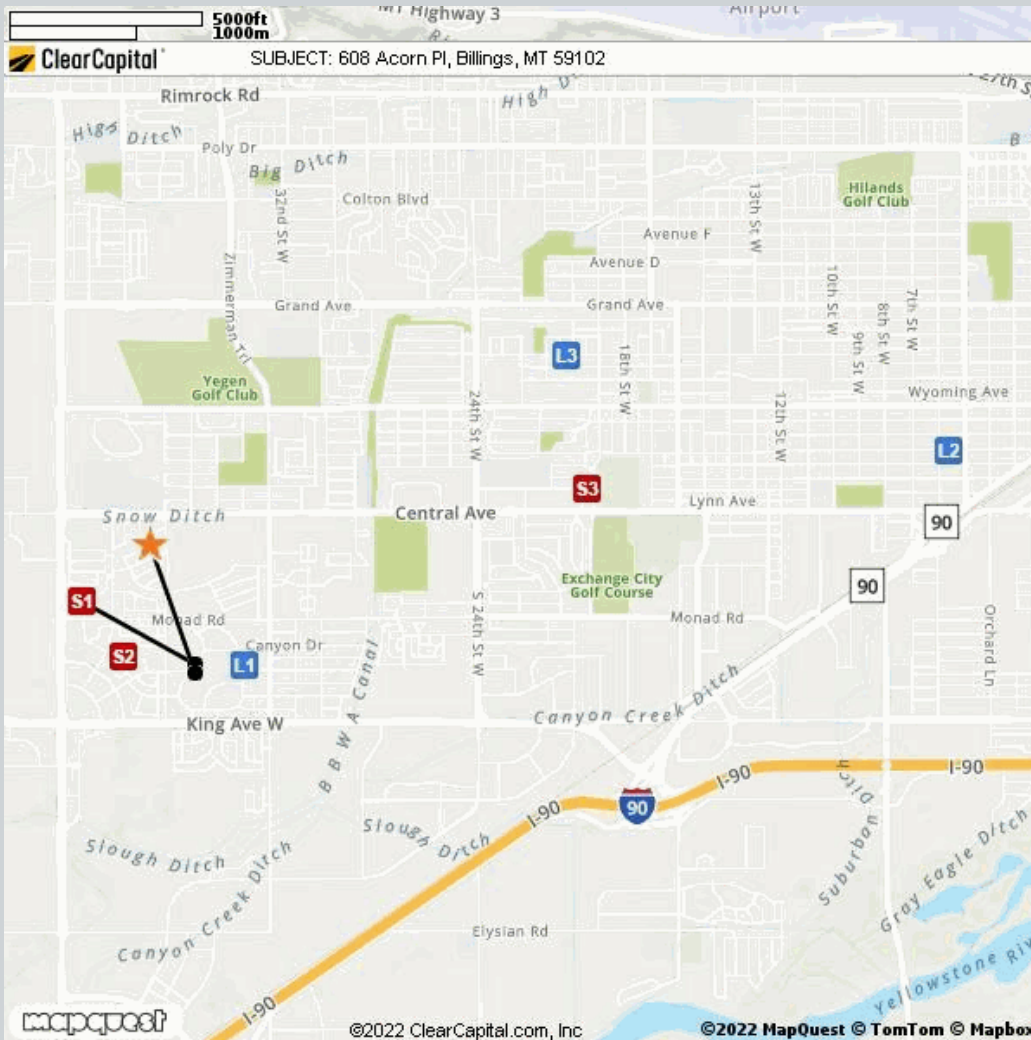 5000ft
1000m
MT Highway 3
Airport
ClearCapital
SUBJECT: 608 Acorn Pl, Billings, MT 59102
27th S
Rimrock Rd
High D
Higs Ditch
Poly Dr
Big Ditch
B
Colton Blvd
32nd St W
13th St W
Hilands
Golf Club
Avenue F
Avenue D
Zimmerman Trl
Grand Ave
Grand Ave
10th St W
7th St W
8th St W
9th St W
L3
18th St W
Yegen
Golf Club
24th St W
12th St W
Wyoming Ave
L2
S3
Lynn Ave
Snow Ditch
Central Ave
90
Exchange City
Golf Course
90
S1
Monad Rd
S 24th St W
Monad Rd
Orchard Ln
S2
L1
Canyon Dr
B B W A Canal
King Ave W
Canyon Creek Ditch
I-90
I-90
90
I-90
Suburban Ditch
Slough Ditch
Slough Ditch
Gray Eagle Ditch
Canyon Creek Ditch
Elysian Rd
Yellowstone Riv
I-90
mapquest
©2022 ClearCapital.com, Inc
©2022 MapQuest © TomTom © Mapbox